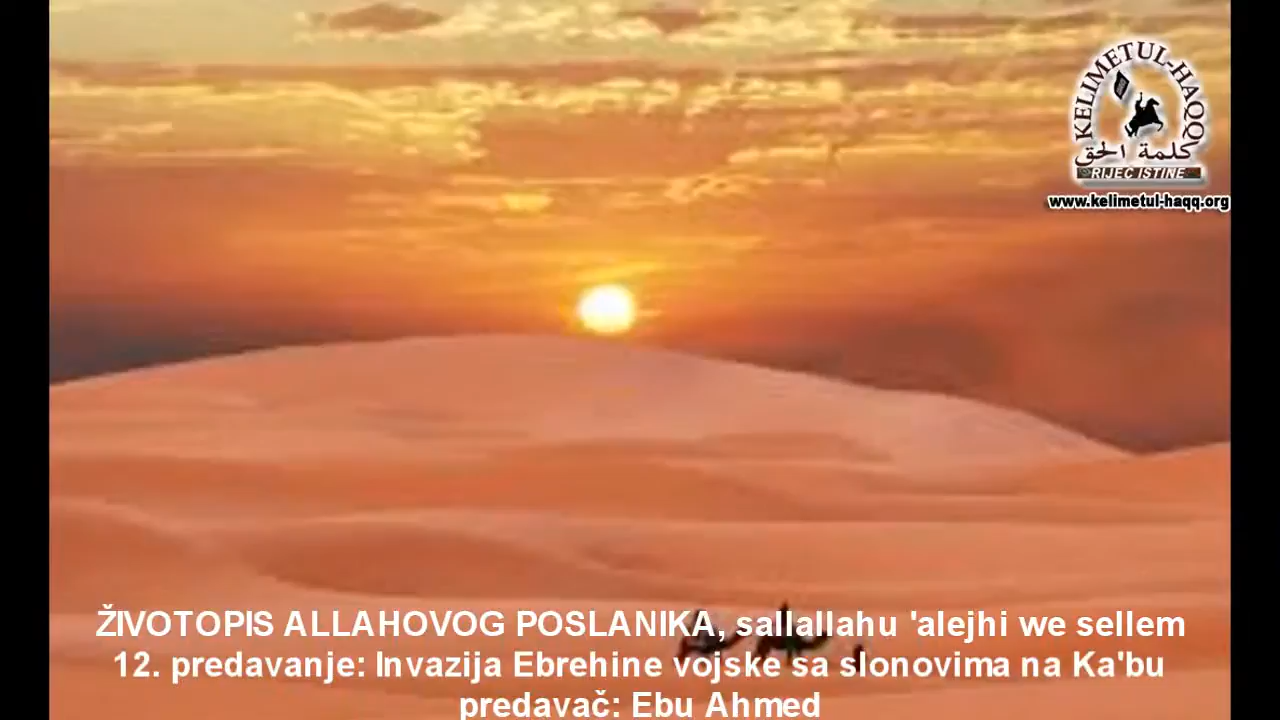 KELIMETUL-HAQQ
كلمة الحق
RIJEC ISTINE
www.kelimetul-haqq.org
ŽIVOTOPIS ALLAHOVOG POSLANIKA, sallallahu 'alejhi we sellem
12. predavanje: Invazija Ebrehine vojske sa slonovima na Ka'bu
predavač: Ebu Ahmed